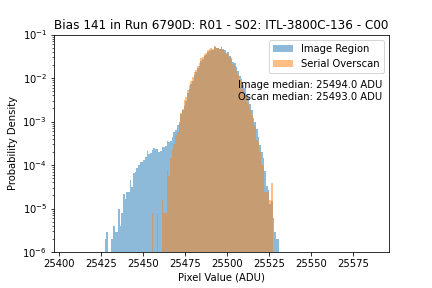 Bias 141 in Run 6790D: R01 - S02: ITL-3800C-136 - C00
Image Region
Serial Overscan
Image median: 25494.0 ADU
Oscan median: 25493.0 ADU
Probability Density
10⁻¹
10⁻²
10⁻³
10⁻⁴
10⁻⁵
10⁻⁶
25400 25425 25450 25475 25500 25525 25550 25575
Pixel Value (ADU)